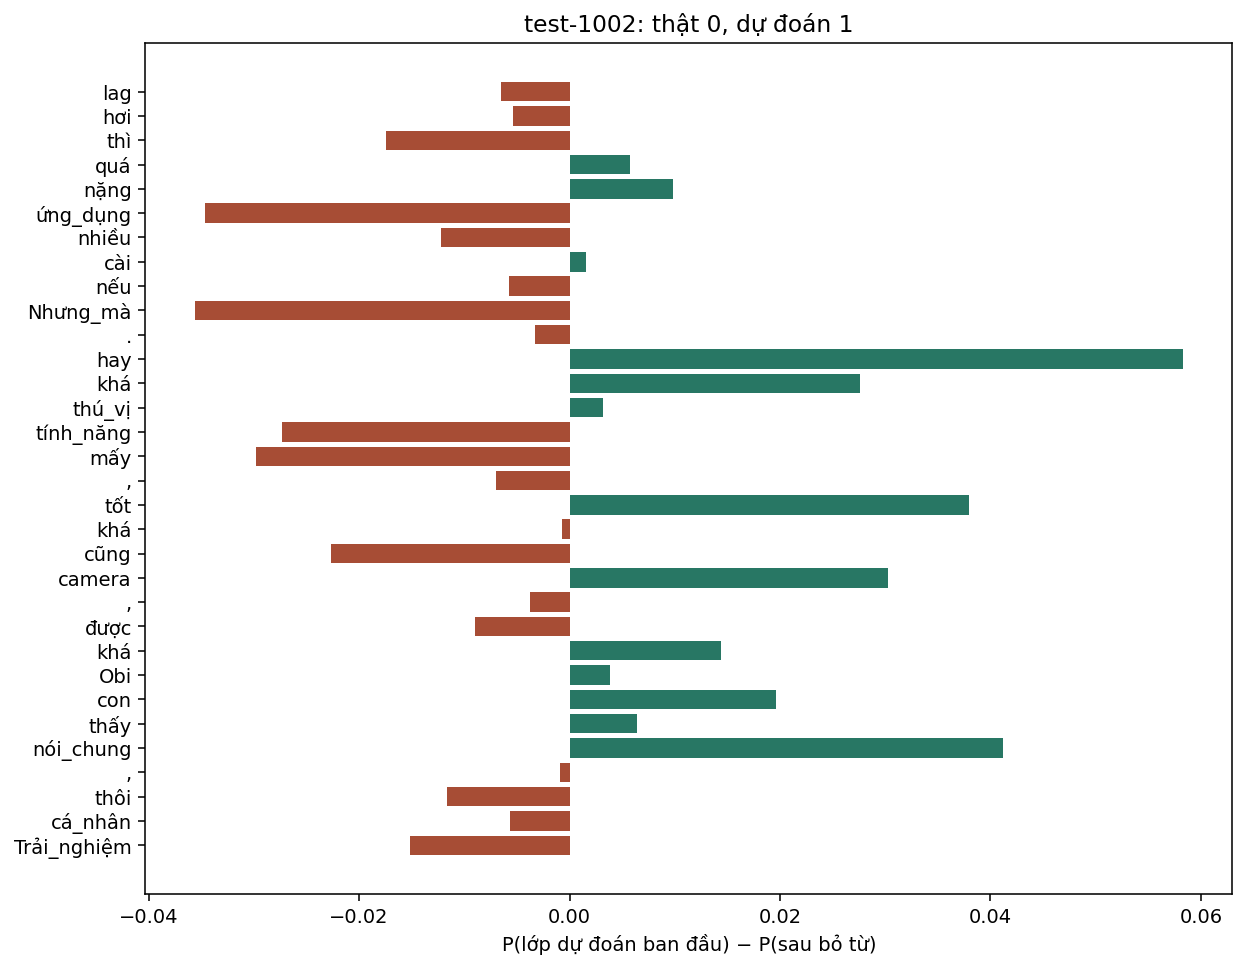 test-1002: thật 0, dự đoán 1
lag
hơi
thì
quá
nặng
ứng_dụng
nhiều
cài
nếu
Nhưng_mà
.
hay
khá
thú_vị
tính_năng
mấy
,
tốt
khá
cũng
camera
,
được
khá
Obi
con
thấy
nói_chung
,
thôi
cá_nhân
Trải_nghiệm
−0.04 −0.02 0.00 0.02 0.04 0.06
P(lớp dự đoán ban đầu) − P(sau bỏ từ)